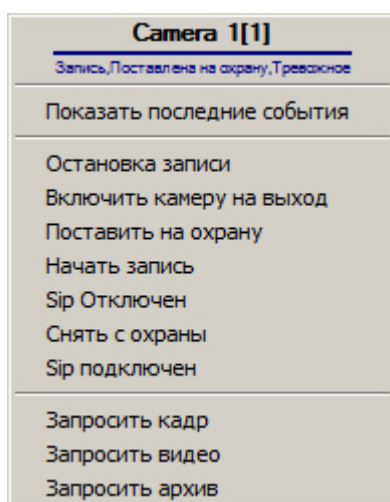 Camera 1[1]
Запись,Поставлена на охрану,Тревожное
Показать последние события
Остановка записи
Включить камеру на выход
Поставить на охрану
Начать запись
Sip Отключен
Снять с охраны
Sip подключен
Запросить кадр
Запросить видео
Запросить архив